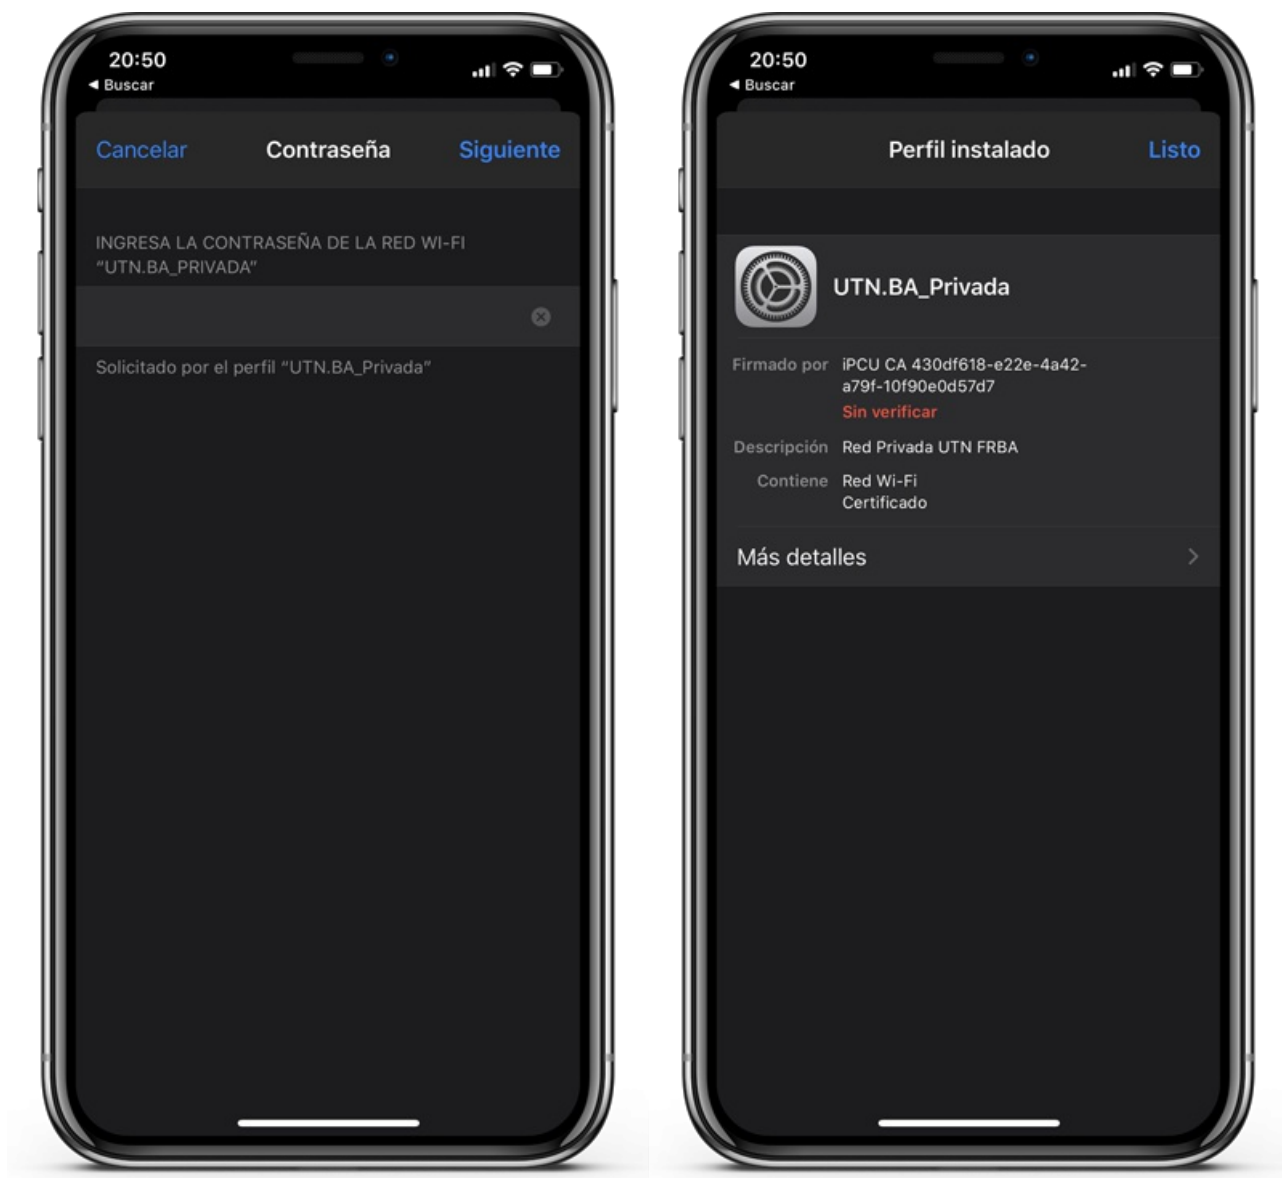 20:50
◀ Buscar
Cancelar
Contraseña
Siguiente
INGRESA LA CONTRASEÑA DE LA RED WI-FI
“UTN.BA_PRIVADA”
Solicitado por el perfil “UTN.BA_Privada”
20:50
◀ Buscar
Perfil instalado
Listo
UTN.BA_Privada
Firmado por iPCU CA 430df618-e22e-4a42-
a79f-10f90e0d57d7
Sin verificar
Descripción Red Privada UTN FRBA
Contiene Red Wi-Fi
Certificado
Más detalles